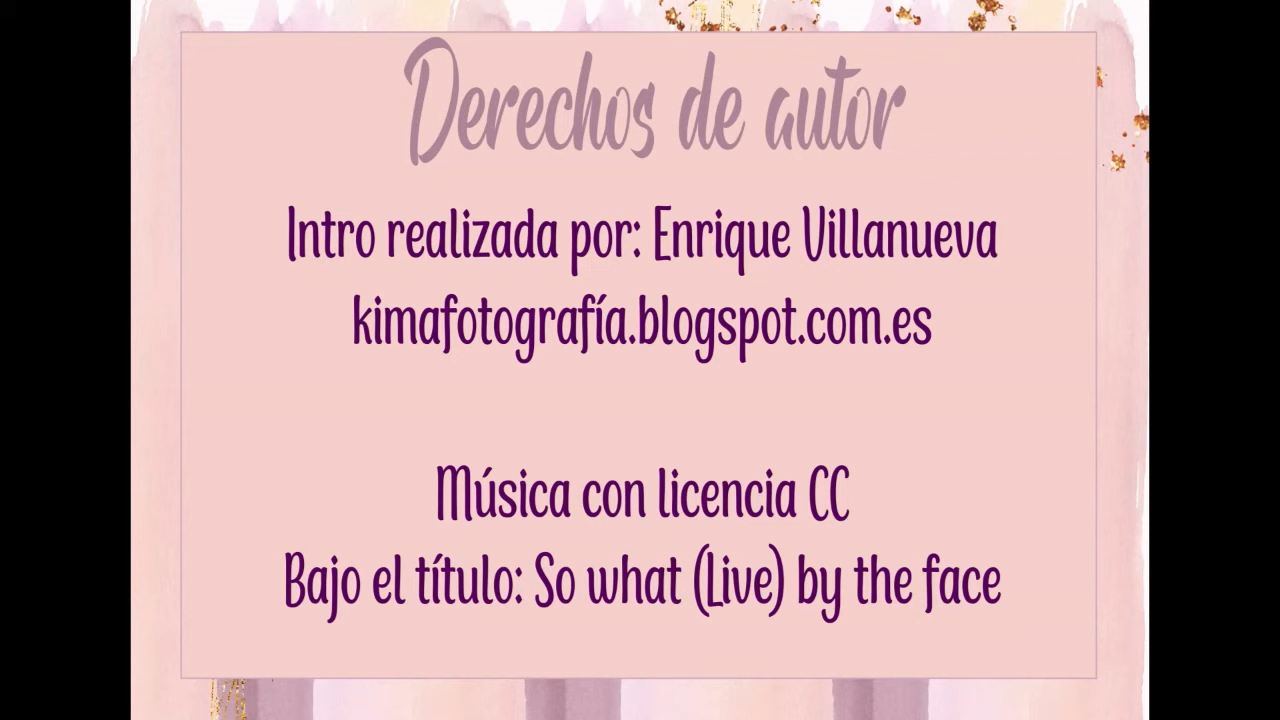 Derechos de autor
Intro realizada por: Enrique Villanueva
kimafotografía.blogspot.com.es
Música con licencia CC
Bajo el título: So what (Live) by the face